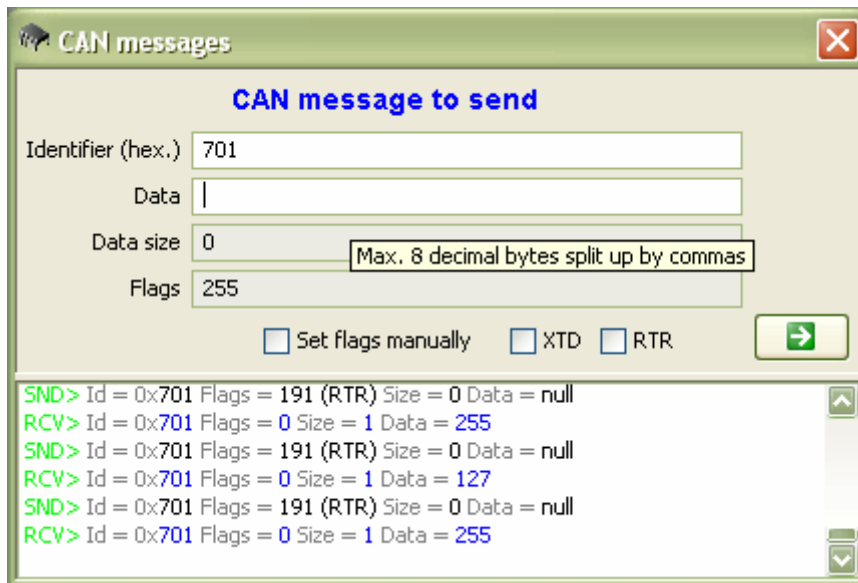 CAN messages
CAN message to send
Identifier (hex.) 701
Data
Data size 0
Max. 8 decimal bytes split up by commas
Flags 255
Set flags manually XTD RTR
SND> Id = 0x701 Flags = 191 (RTR) Size = 0 Data = null
RCV> Id = 0x701 Flags = 0 Size = 1 Data = 255
SND> Id = 0x701 Flags = 191 (RTR) Size = 0 Data = null
RCV> Id = 0x701 Flags = 0 Size = 1 Data = 127
SND> Id = 0x701 Flags = 191 (RTR) Size = 0 Data = null
RCV> Id = 0x701 Flags = 0 Size = 1 Data = 255